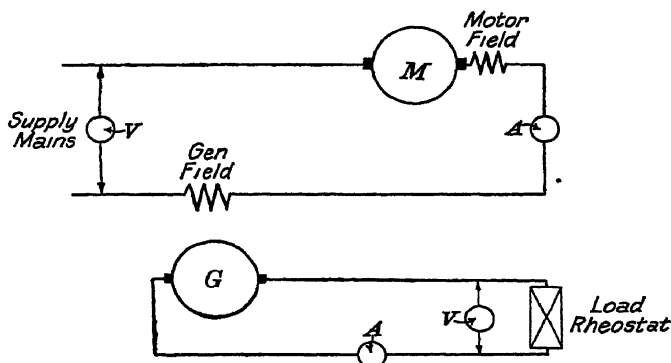 Motor
Field
M
Supply
Mains
V
A
Gen
Field
G
A
V
Load
Rheostat